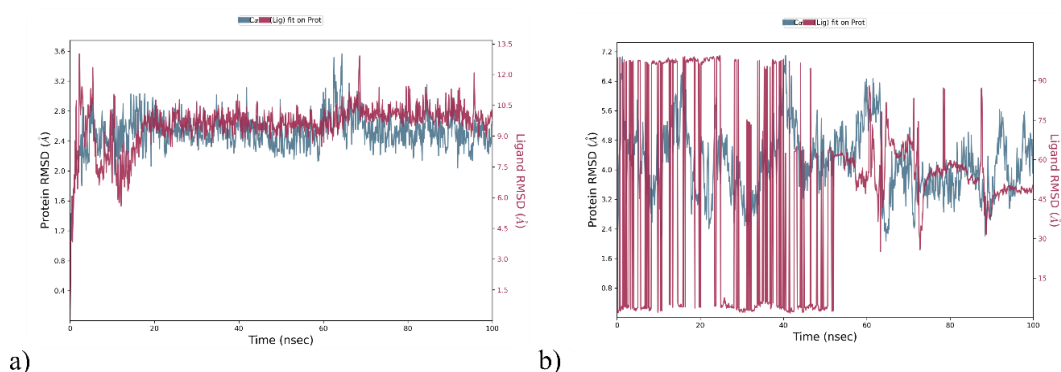 Cα (Lig) fit on Prot
Protein RMSD (Å)
3.6
3.2
2.8
2.4
2.0
1.6
1.2
0.8
0.4
13.5
12.0
10.5
9.0
7.5
6.0
4.5
3.0
1.5
Ligand RMSD (Å)
0 20 40 60 80 100
Time (nsec)
a)
Cα (Lig) fit on Prot
Protein RMSD (Å)
7.2
6.4
5.6
4.8
4.0
3.2
2.4
1.6
0.8
90
75
60
45
30
15
Ligand RMSD (Å)
0 20 40 60 80 100
Time (nsec)
b)